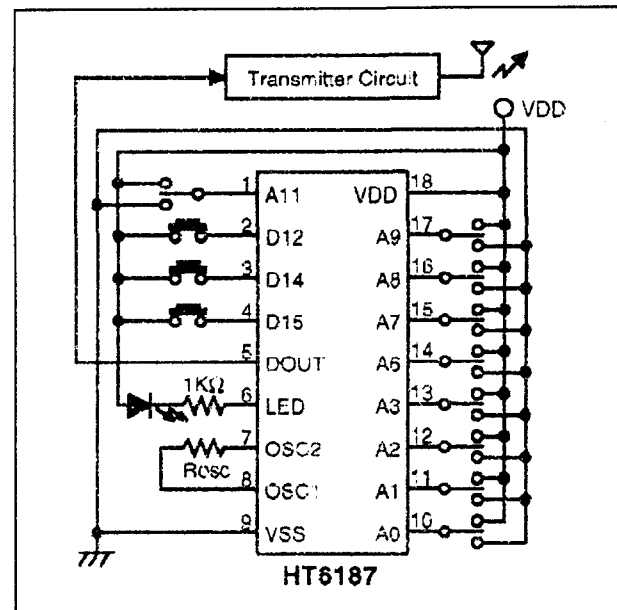 Transmitter Circuit
VDD
1 A11 VDD 18
2 D12 A9 17
3 D14 A8 16
4 D15 A7 15
5 DOUT A6 14
1KΩ 6 LED A3 13
7 OSC2 A2 12
Rosc
8 OSC1 A1 11
9 VSS A0 10
HT6187